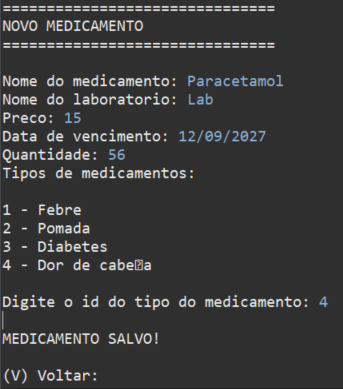 ===============================
NOVO MEDICAMENTO
===============================
Nome do medicamento: Paracetamol
Nome do laboratorio: Lab
Preco: 15
Data de vencimento: 12/09/2027
Quantidade: 56
Tipos de medicamentos:
1 - Febre
2 - Pomada
3 - Diabetes
4 - Dor de cabe�a
Digite o id do tipo do medicamento: 4
MEDICAMENTO SALVO!
(V) Voltar: